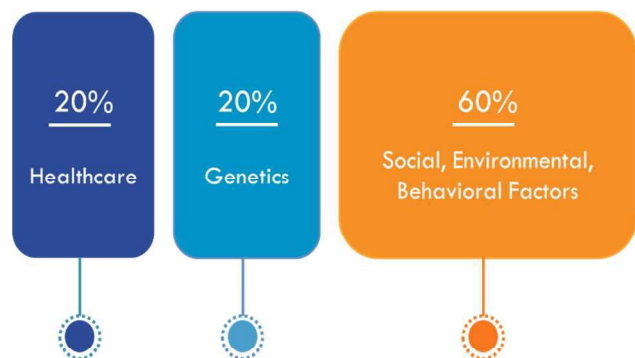 20%
Healthcare
20%
Genetics
60%
Social, Environmental,
Behavioral Factors